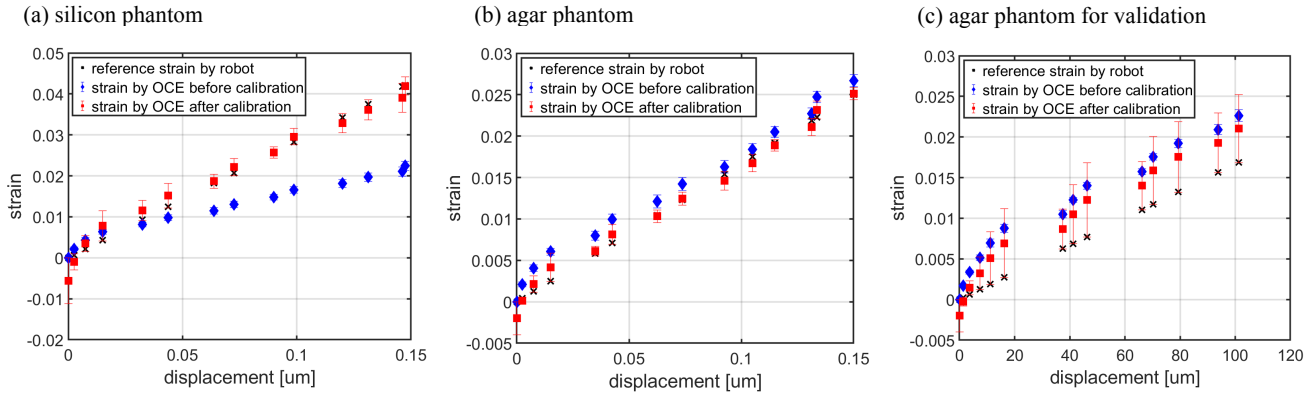 (a) silicon phantom
0.05
0.04
0.03
0.02
0.01
0
-0.01
-0.02
strain
reference strain by robot
strain by OCE before calibration
strain by OCE after calibration
0 0.05 0.1 0.15
displacement [um]
(b) agar phantom
0.03
0.025
0.02
0.015
0.01
0.005
0
-0.005
strain
reference strain by robot
strain by OCE before calibration
strain by OCE after calibration
0 0.05 0.1 0.15
displacement [um]
(c) agar phantom for validation
0.03
0.025
0.02
0.015
0.01
0.005
0
-0.005
strain
reference strain by robot
strain by OCE before calibration
strain by OCE after calibration
0 20 40 60 80 100 120
displacement [um]